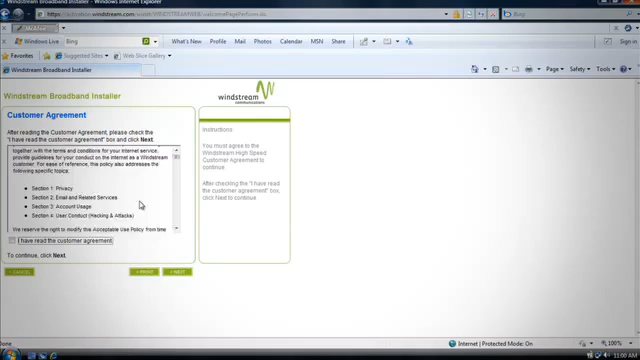 Windstream Broadband Installer - Windows Internet Explorer
Windows Live
Bing
What's New
Profile
Mail
Photos
Calendar
MSN
Share
Sign in
Favorites
Suggested Sites
Web Slice Gallery
Windstream Broadband Installer
Page
Safety
Tools
Windstream Broadband Installer
windstream
communications
Customer Agreement
After reading the Customer Agreement, please check the
"I have read the customer agreement" box and click Next.
together with the terms and conditions for your Internet service,
provide guidelines for your conduct on the Internet as a Windstream
customer. For ease of reference, this policy also addresses the
following specific topics:
Section 1: Privacy
Section 2: Email and Related Services
Section 3: Account Usage
Section 4: User Conduct (Hacking & Attacks)
We reserve the right to modify this Acceptable Use Policy from time
I have read the customer agreement.
To continue, click Next.
CANCEL
PRINT
NEXT
Instructions
You must agree to the
Windstream High Speed
Customer Agreement to
continue.
After checking the "I have
read the customer
agreement" box,
click Next to continue
Done
Internet | Protected Mode: On
100%
11:00 AM